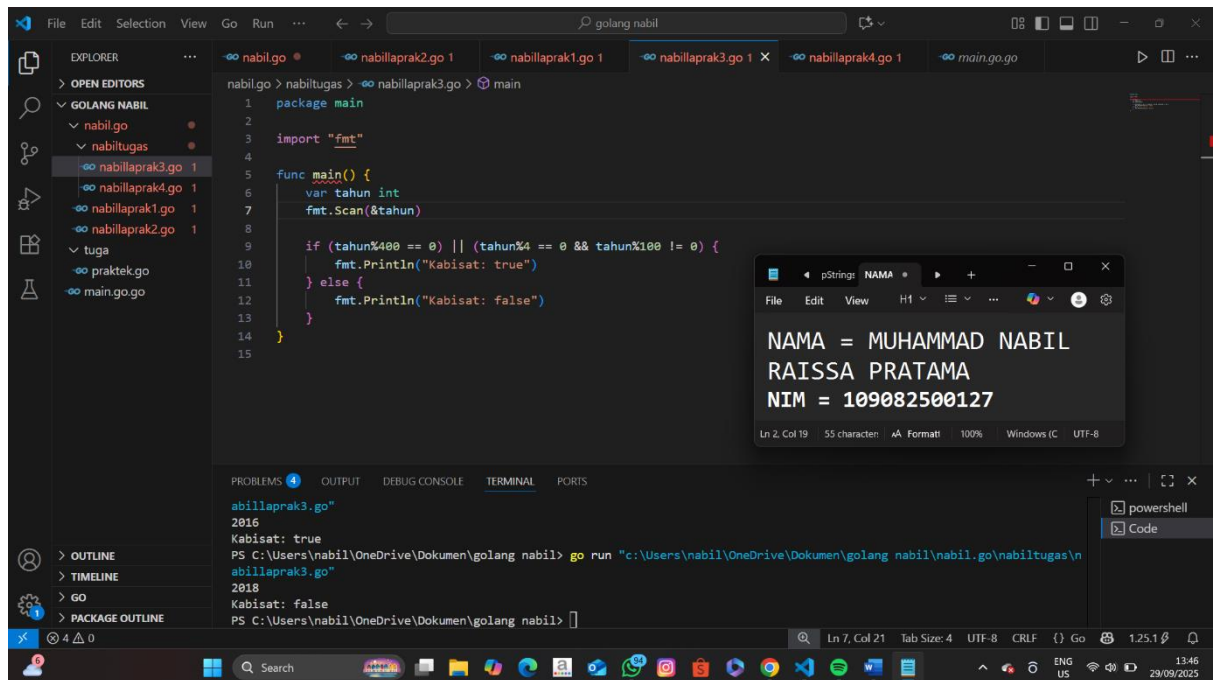 File Edit Selection View Go Run ... golang nabil
EXPLORER
OPEN EDITORS
GOLANG NABIL
nabil.go
nabiltugas
nabillaprak3.go 1
nabillaprak4.go 1
nabillaprak1.go 1
nabillaprak2.go 1
tuga
praktek.go
main.go.go
OUTLINE
TIMELINE
GO
PACKAGE OUTLINE
nabil.go nabillaprak2.go 1 nabillaprak1.go 1 nabillaprak3.go 1 nabillaprak4.go 1 main.go.go
nabil.go > nabiltugas > nabillaprak3.go > main
1 package main
2
3 import "fmt"
4
5 func main() {
6 var tahun int
7 fmt.Scan(&tahun)
8
9 if (tahun%400 == 0) || (tahun%4 == 0 && tahun%100 != 0) {
10 fmt.Println("Kabisat: true")
11 } else {
12 fmt.Println("Kabisat: false")
13 }
14 }
15
pStrings NAMA
File Edit View H1
NAMA = MUHAMMAD NABIL
RAISSA PRATAMA
NIM = 109082500127
Ln 2, Col 19 55 character Formatt 100% Windows (C UTF-8
PROBLEMS 4 OUTPUT DEBUG CONSOLE TERMINAL PORTS
powershell
Code
abillaprak3.go"
2016
Kabisat: true
PS C:\Users\nabil\OneDrive\Dokumen\golang nabil> go run "c:\Users\nabil\OneDrive\Dokumen\golang nabil\nabil.go\nabiltugas\n
abillaprak3.go"
2018
Kabisat: false
PS C:\Users\nabil\OneDrive\Dokumen\golang nabil>
4 0 Ln 7, Col 21 Tab Size: 4 UTF-8 CRLF {} Go 1.25.1
6 Search 94 ENG 13:46
US 29/09/2025